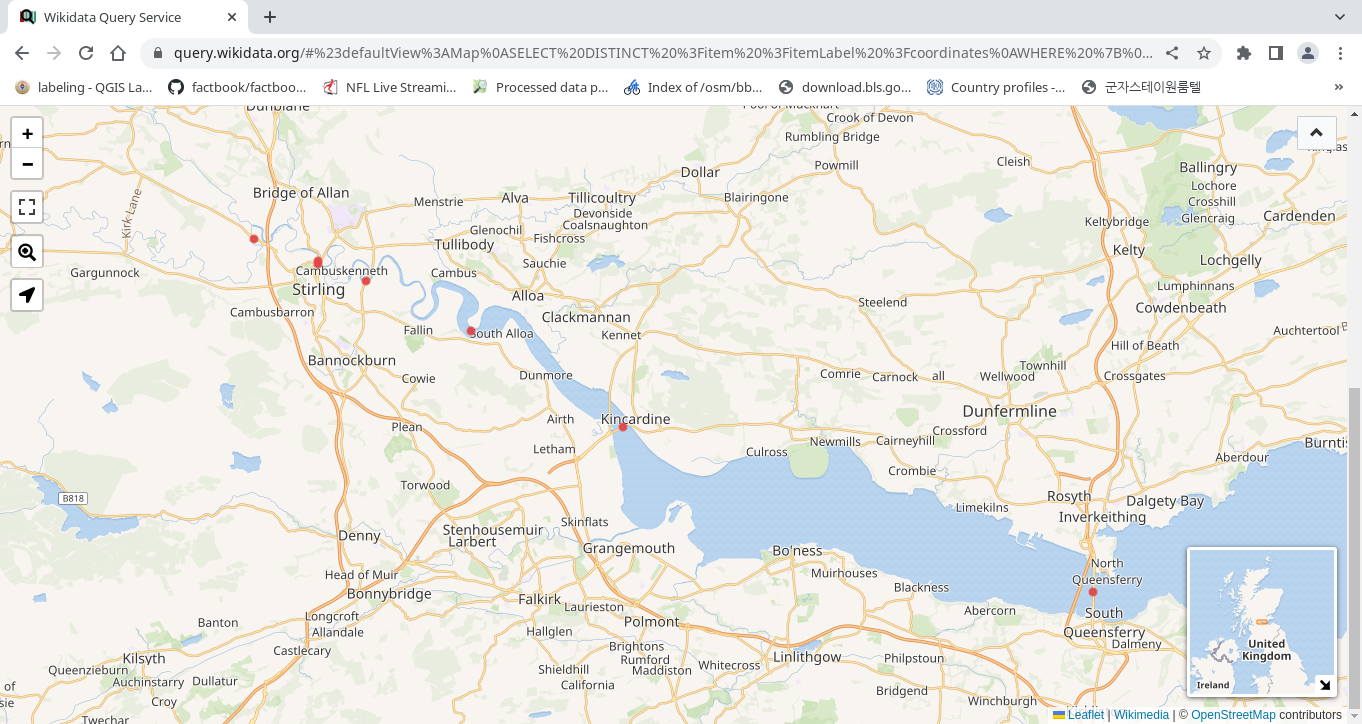 Wikidata Query Service
query.wikidata.org/#%23defaultView%3AMap%0ASELECT%20DISTINCT%20%3Fitem%20%3FitemLabel%20%3Fcoordinates%0AWHERE%20%7B%0...
labeling - QGIS La... factbook/factboo... NFL Live Streami... Processed data p... Index of /osm/bb... download.bls.go... Country profiles -... 군자스테이원룸텔 »
Dunblane
Pool of Muckhart
Crook of Devon
Rumbling Bridge
Cleish
Powmill
Ballingry
Dollar
Lochore
Bridge of Allan
Blairingone
Crosshill
Menstrie
Alva
Tillicoultry
Kirk Lane
Devonside
Glencraig
Cardenden
Coalsnaughton
Keltybridge
Glenochil
Fishcross
Tullibody
Kelty
Sauchie
Lochgelly
Gargunnock
Cambuskenneth
Cambus
Stirling
Alloa
Lumphinnans
Steelend
Cowdenbeath
Cambusbarron
Clackmannan
Fallin
South Alloa
Kennet
Auchtertool
Hill of Beath
Bannockburn
Townhill
Cowie
Dunmore
Comrie
Carnock
all
Wellwood
Crossgates
Dunfermline
Airth
Kincardine
Plean
Crossford
Newmills
Cairneyhill
Letham
Culross
Aberdour
Crombie
Torwood
B818
Rosyth
Dalgety Bay
Limekilns
Inverkeithing
Skinflats
Stenhousemuir
Denny
Larbert
Grangemouth
Bo'ness
North
Queensferry
Muirhouses
Head of Muir
Blackness
Bonnybridge
Falkirk
Laurieston
Abercorn
South
Queensferry
Longcroft
Banton
Polmont
Hallglen
Allandale
Dalmeny
Brightons
Castlecary
Kilsyth
Rumford
Linlithgow
Philpstoun
Whitecross
Queenzieburn
Shieldhill
Maddiston
Auchinstarry
Dullatur
California
Bridgend
of
Croy
Winchburgh
Twechar
United
Kingdom
Ireland
Leaflet | Wikimedia | © OpenStreetMap contributors